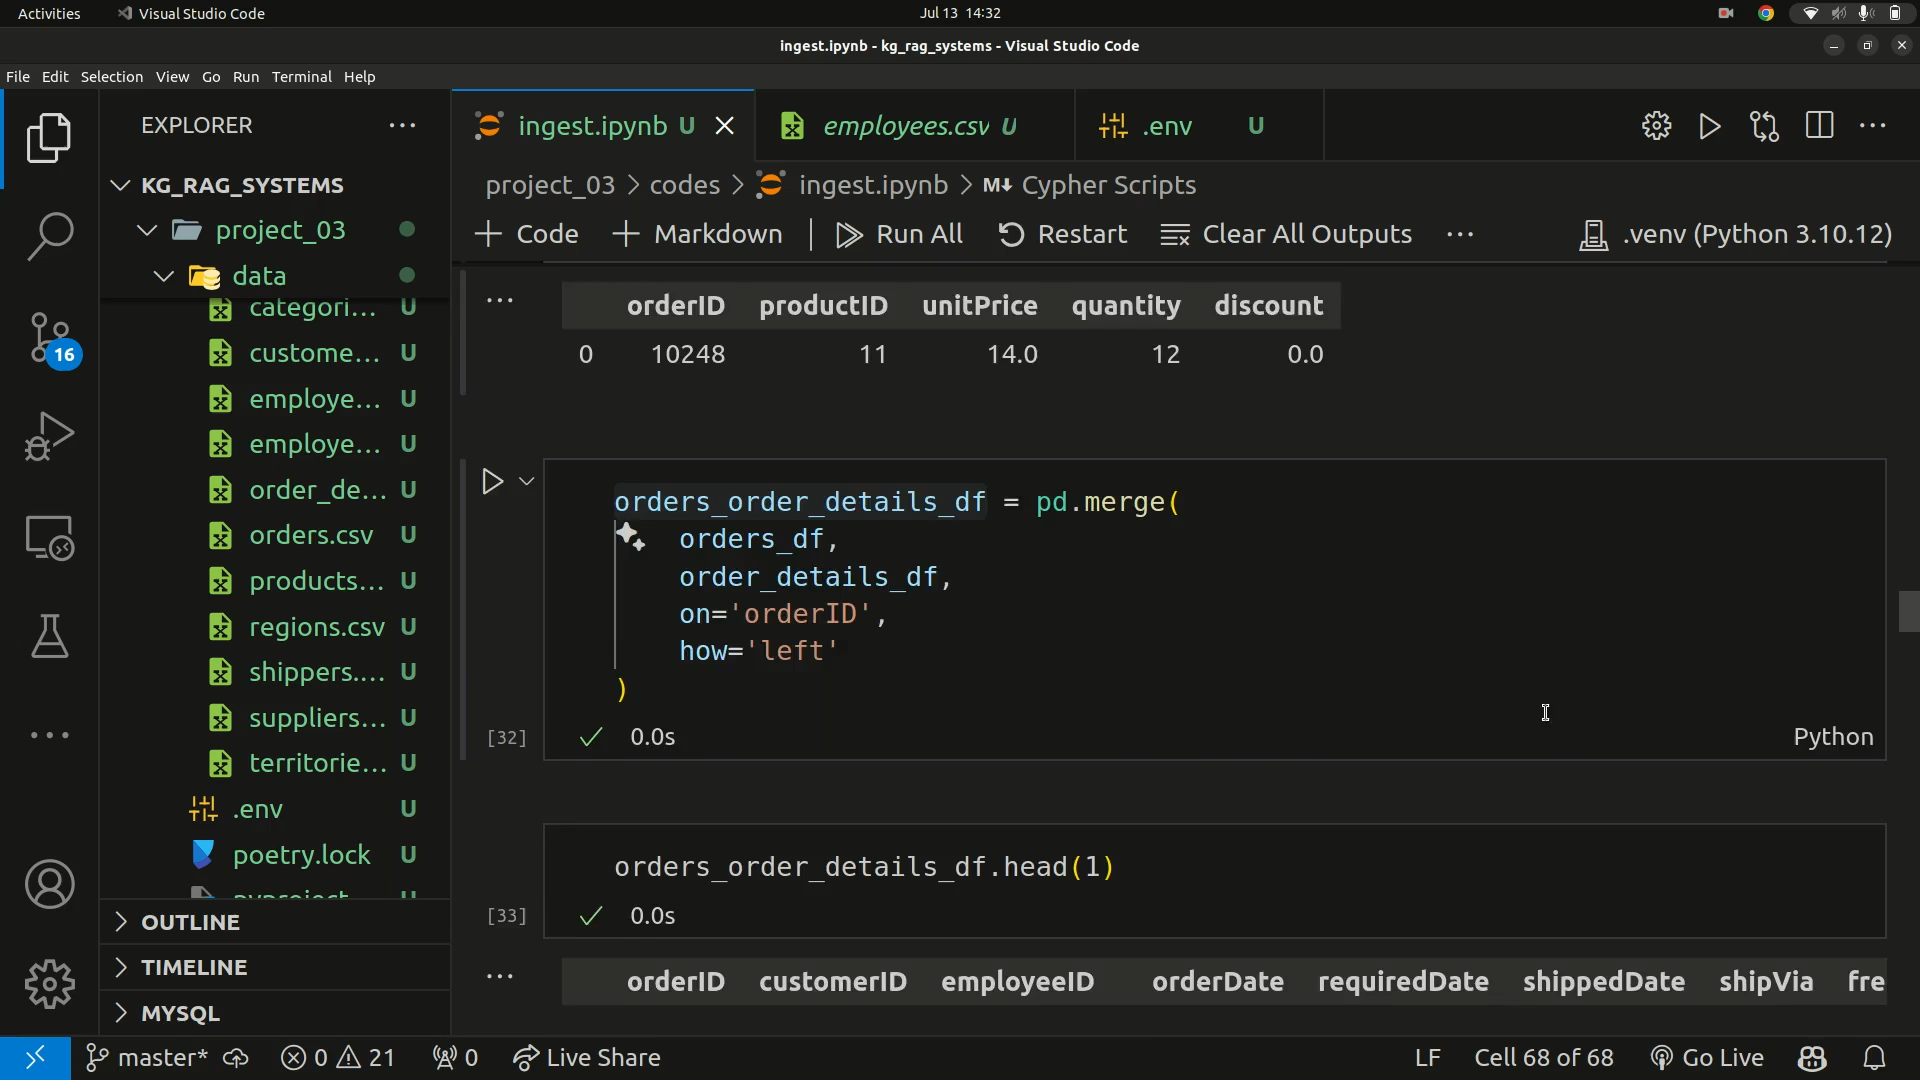 Activities
Visual Studio Code
Jul 13 14:32
ingest.ipynb - kg_rag_systems - Visual Studio Code
File Edit Selection View Go Run Terminal Help
EXPLORER
ingest.ipynb U
employees.csv U
.env U
KG_RAG_SYSTEMS
project_03 > codes > ingest.ipynb > M↓ Cypher Scripts
project_03
Code
Markdown
Run All
Restart
Clear All Outputs
.venv (Python 3.10.12)
data
categori... U
custome... U
employe... U
employe... U
order_de... U
orders.csv U
products... U
regions.csv U
shippers.... U
suppliers... U
territorie... U
.env U
poetry.lock U
16
OUTLINE
TIMELINE
MYSQL
orderID productID unitPrice quantity discount
0 10248 11 14.0 12 0.0
orders_order_details_df = pd.merge(
orders_df,
order_details_df,
on='orderID',
how='left'
)
[32] 0.0s
Python
orders_order_details_df.head(1)
[33] 0.0s
orderID customerID employeeID orderDate requiredDate shippedDate shipVia fre
master* 0 21 0 Live Share
LF Cell 68 of 68 Go Live